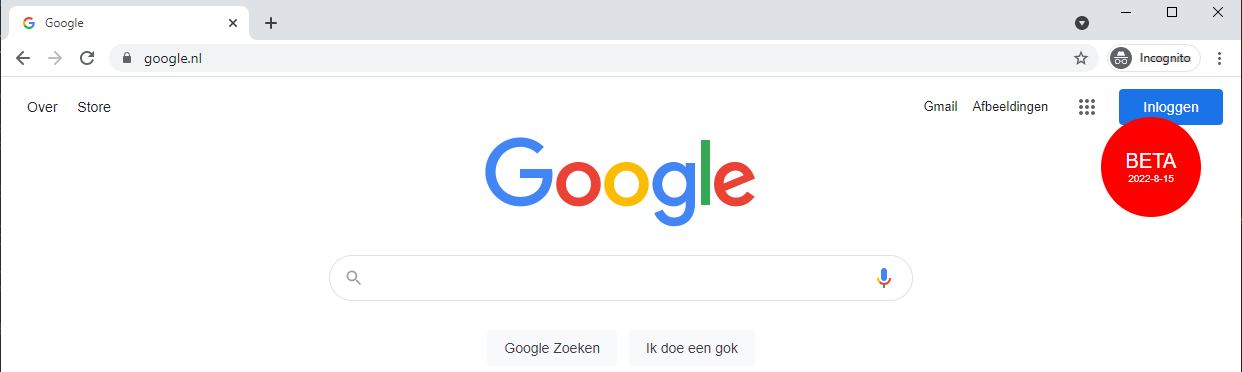 Google
google.nl
Incognito
Over Store
Gmail Afbeeldingen Inloggen
Google
BETA
2022-8-15
Google Zoeken Ik doe een gok